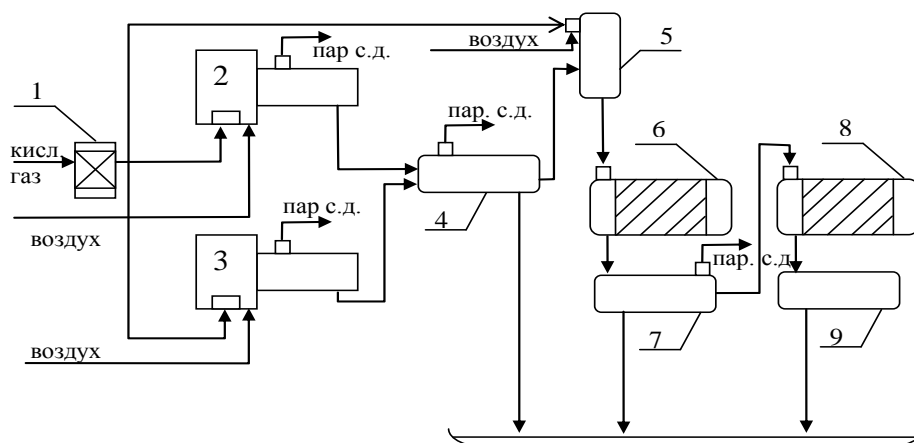 пар с.д.
5
воздух
2
1
пар. с.д.
6
8
кисл
газ
4
пар с.д.
воздух
3
пар. с.д
7
9
воздух